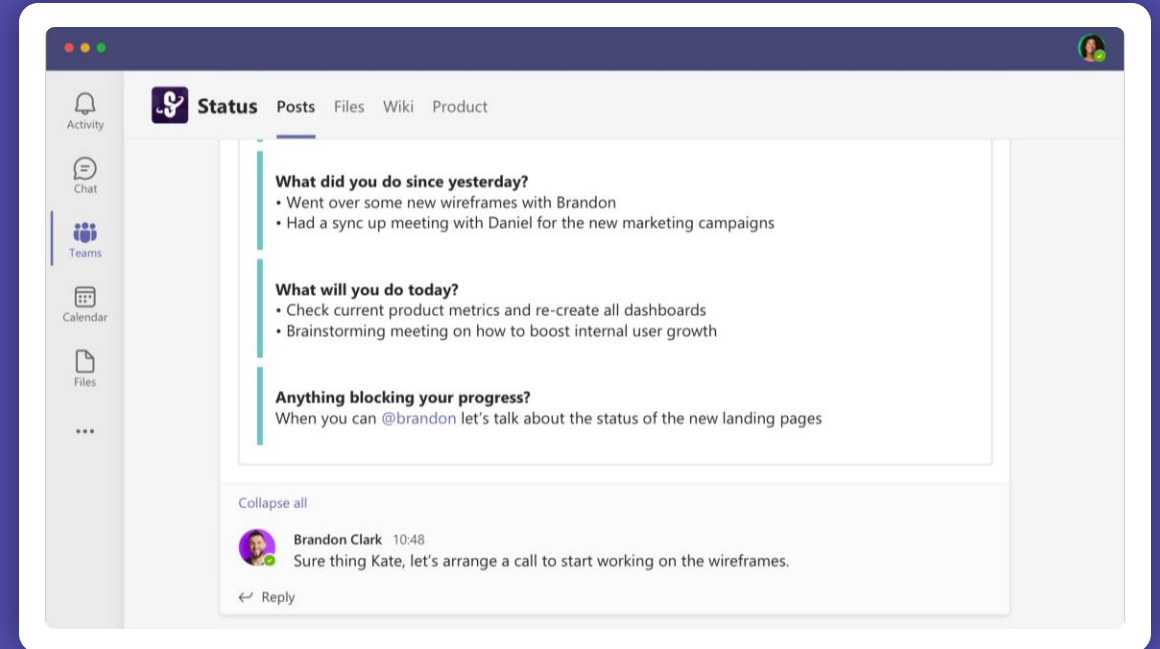 Status Posts Files Wiki Product
Activity
Chat
Teams
Calendar
Files
What did you do since yesterday?
• Went over some new wireframes with Brandon
• Had a sync up meeting with Daniel for the new marketing campaigns
What will you do today?
• Check current product metrics and re-create all dashboards
• Brainstorming meeting on how to boost internal user growth
Anything blocking your progress?
When you can @brandon let's talk about the status of the new landing pages
Collapse all
Brandon Clark 10:48
Sure thing Kate, let's arrange a call to start working on the wireframes.
Reply